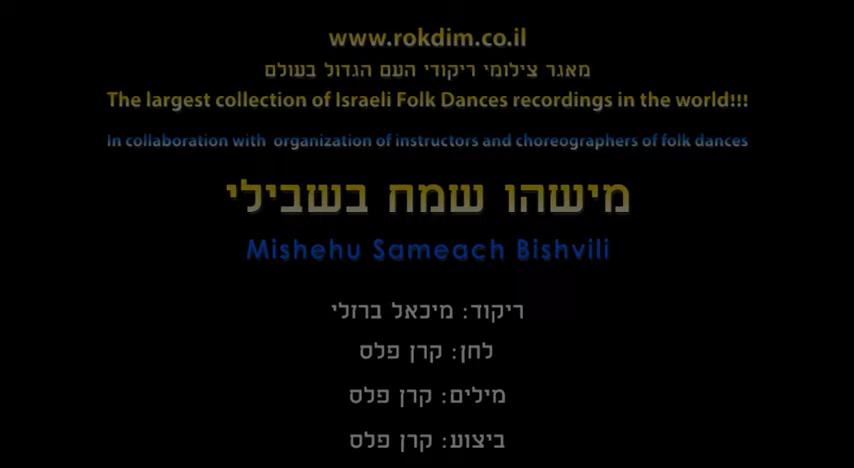 www.rokdim.co.il
מאגר צילומי ריקודי העם הגדול בעולם
The largest collection of Israeli Folk Dances recordings in the world!!!
In collaboration with organization of instructors and choreographers of folk dances
מישהו שמח בשבילי
Mishehu Sameach Bishvili
ריקוד: מיכאל ברזלי
לחן: קרן פלס
מילים: קרן פלס
ביצוע: קרן פלס